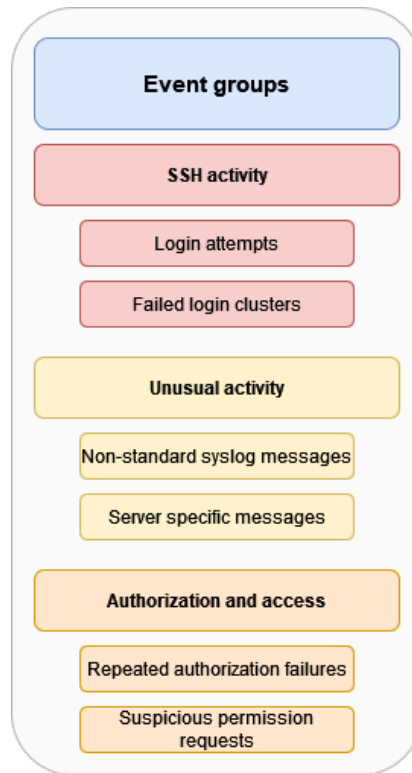 Event groups
SSH activity
Login attempts
Failed login clusters
Unusual activity
Non-standard syslog messages
Server specific messages
Authorization and access
Repeated authorization failures
Suspicious permission
requests